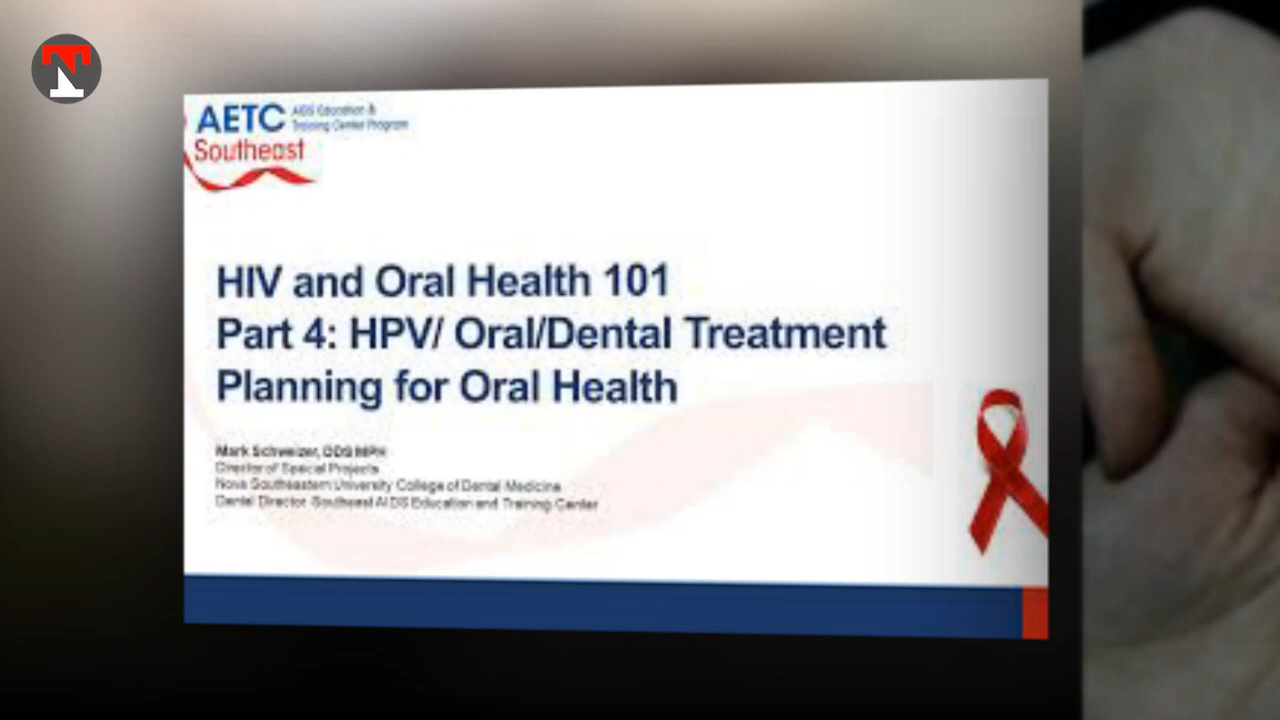 AETC AIDS Education &
Training Center Program
Southeast
HIV and Oral Health 101
Part 4: HPV/ Oral/Dental Treatment
Planning for Oral Health
Mark Schweizer, DDS MPH
Director of Special Projects
Nova Southeastern University College of Dental Medicine
Dental Director Southeast AIDS Education and Training Center